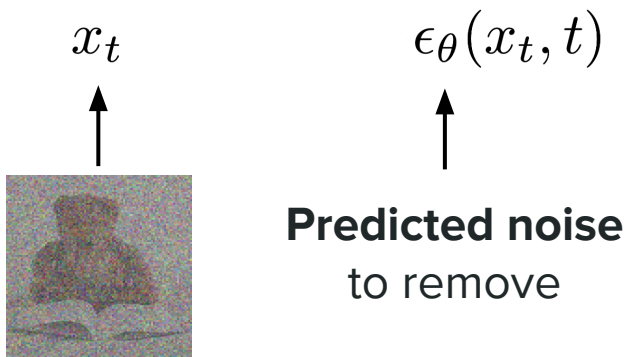 x_t
ϵ_θ(x_t, t)
Predicted noise
to remove